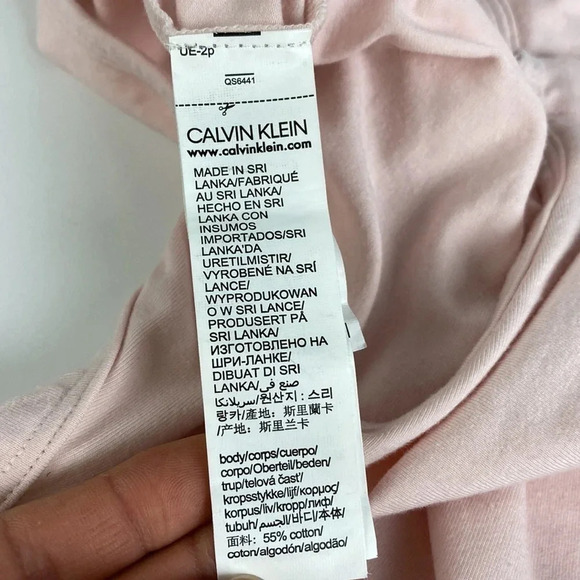 UE-2p
QS6441
CALVIN KLEIN
www.calvinklein.com
MADE IN SRI
LANKA/FABRIQUÉ
AU SRI LANKA/
HECHO EN SRI
LANKA CON
INSUMOS
IMPORTADOS/SRI
LANKA'DA
URETILMISTIR/
VYROBENÉ NA SRÍ
LANCE/
WYPRODUKOWAN
O W SRI LANCE/
PRODUSERT PÅ
SRI LANKA/
ИЗГОТОВЛЕНО НА
ШРИ-ЛАНКЕ/
DIBUAT DI SRI
LANKA/صنع في
سريلانكا/원산지 : 스리
랑카/產地：斯里蘭卡
/产地：斯里兰卡
body/corps/cuerpo/
corpo/Oberteil/beden/
trup/telová časť/
kropsstykke/lijf/κορμος/
korpus/liv/kropp/лиф/
tubuh/الجسم/바디/本体/
面料: 55% cotton/
coton/algodón/algodão/